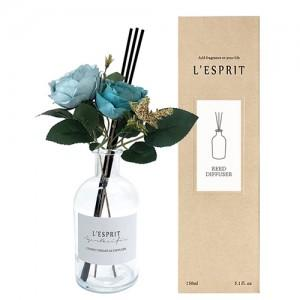 Add fragrance to your life
L'ESPRIT
REED
DIFFUSER
150ml
5.1 fl. oz
L'ESPRIT